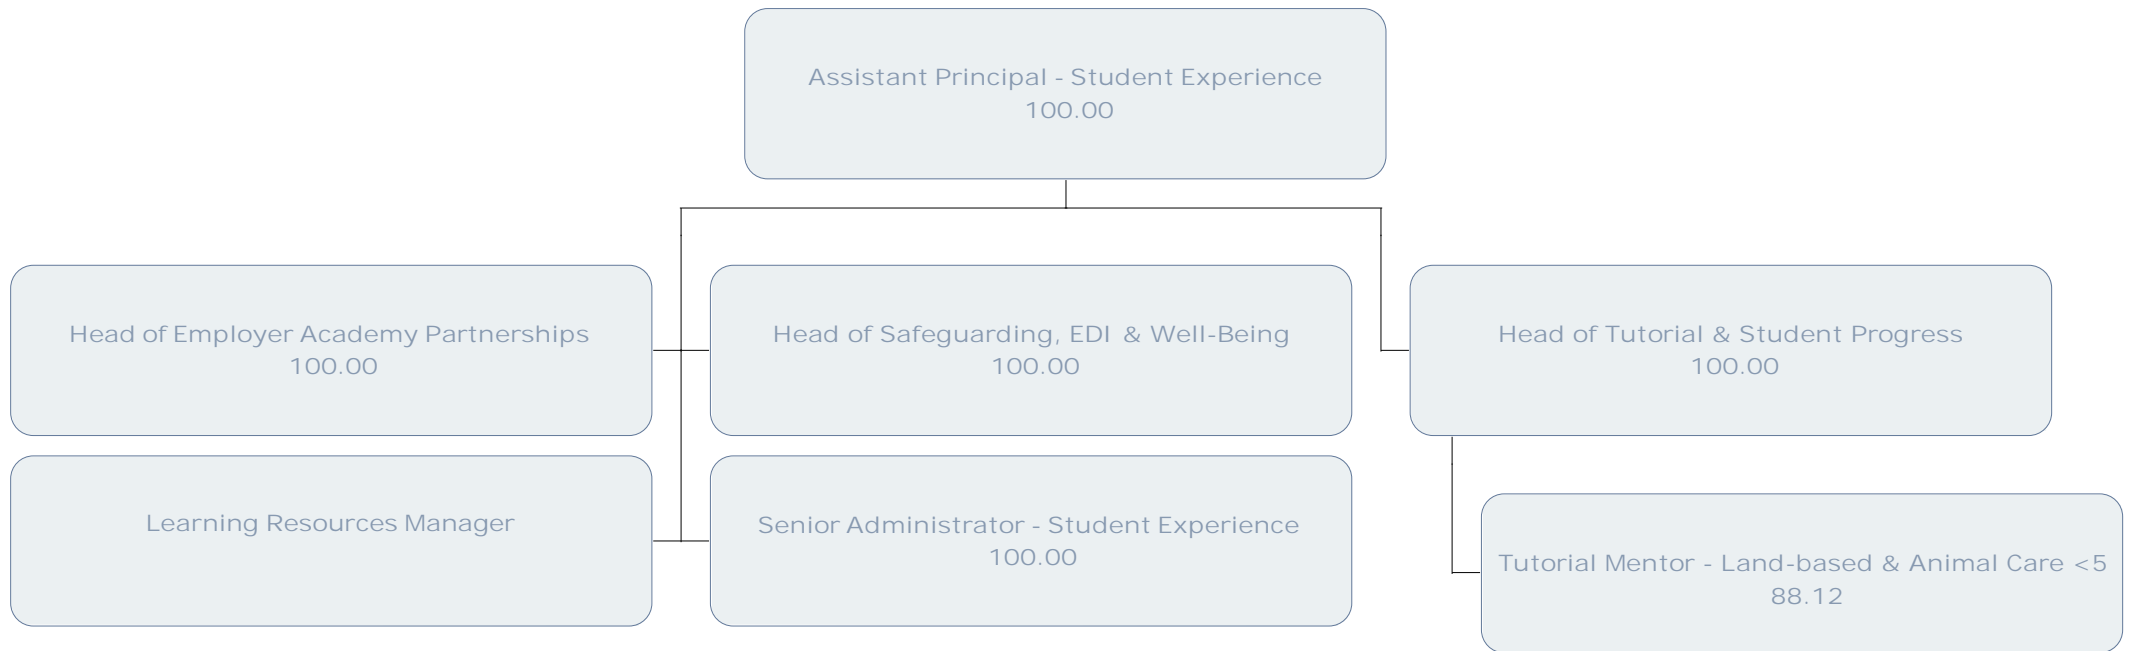 Assistant Principal - Student Experience
100.00
Head of Employer Academy Partnerships
100.00
Head of Safeguarding, EDI & Well-Being
100.00
Head of Tutorial & Student Progress
100.00
Learning Resources Manager
Senior Administrator - Student Experience
100.00
Tutorial Mentor - Land-based & Animal Care <5
88.12